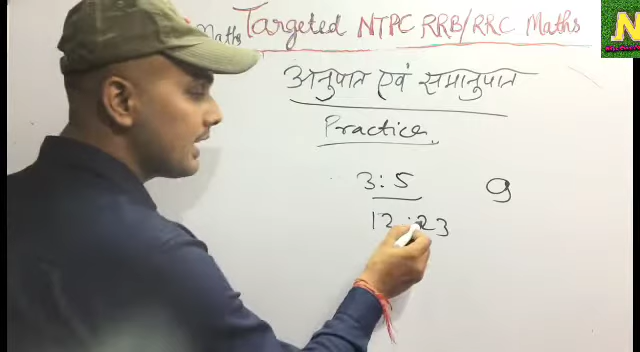 Maths Targeted NTPC RRB/RRC Maths
N
अनुपात एवं समानुपात
Practice
3:5 9
12:23